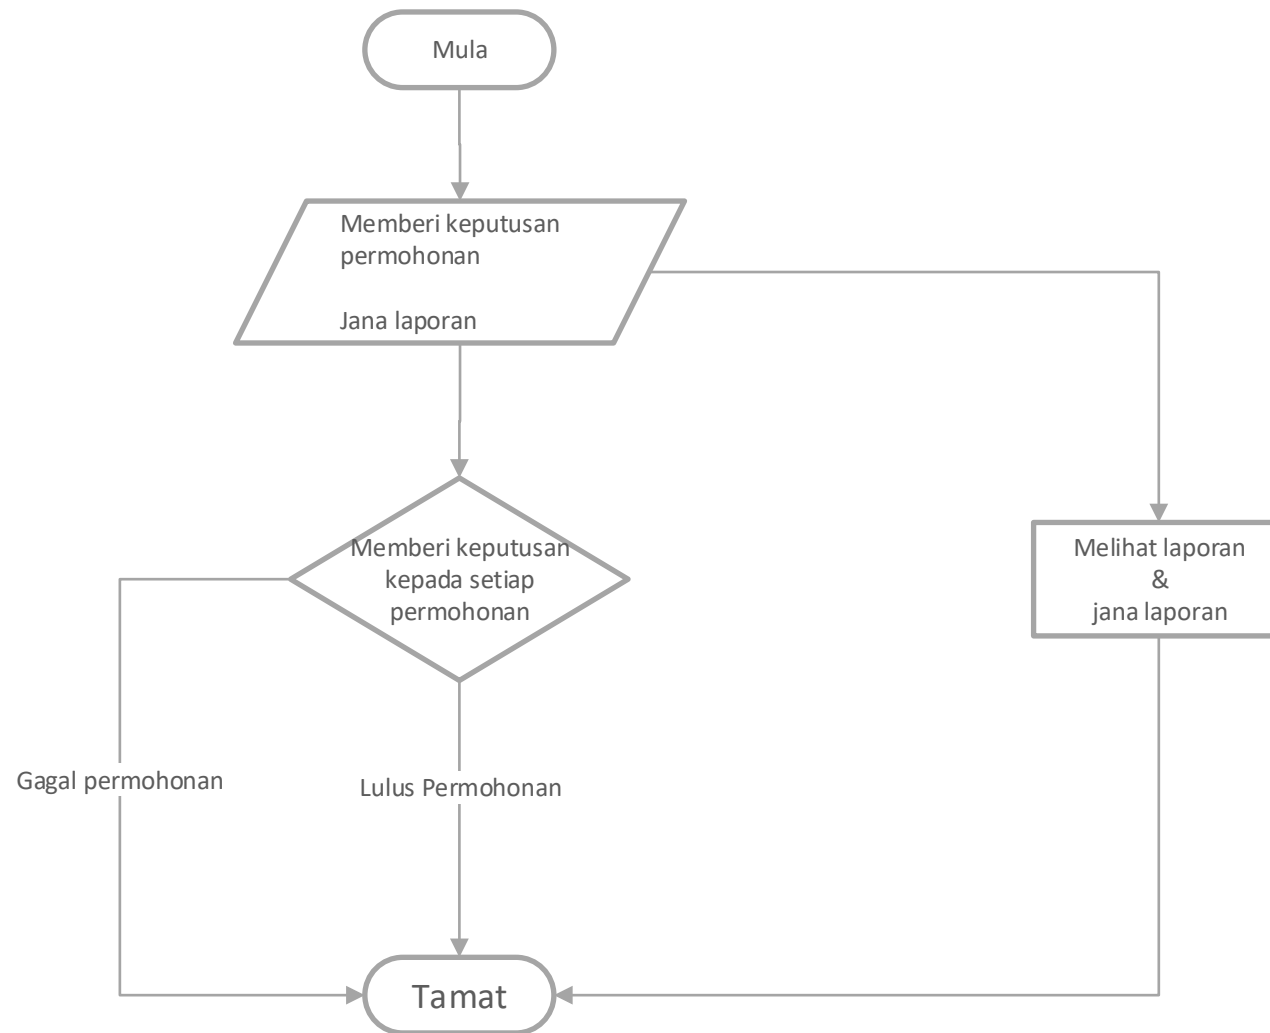 Mula
Memberi keputusan
permohonan
Jana laporan
Memberi keputusan
kepada setiap
permohonan
Melihat laporan
&
jana laporan
Gagal permohonan
Lulus Permohonan
Tamat